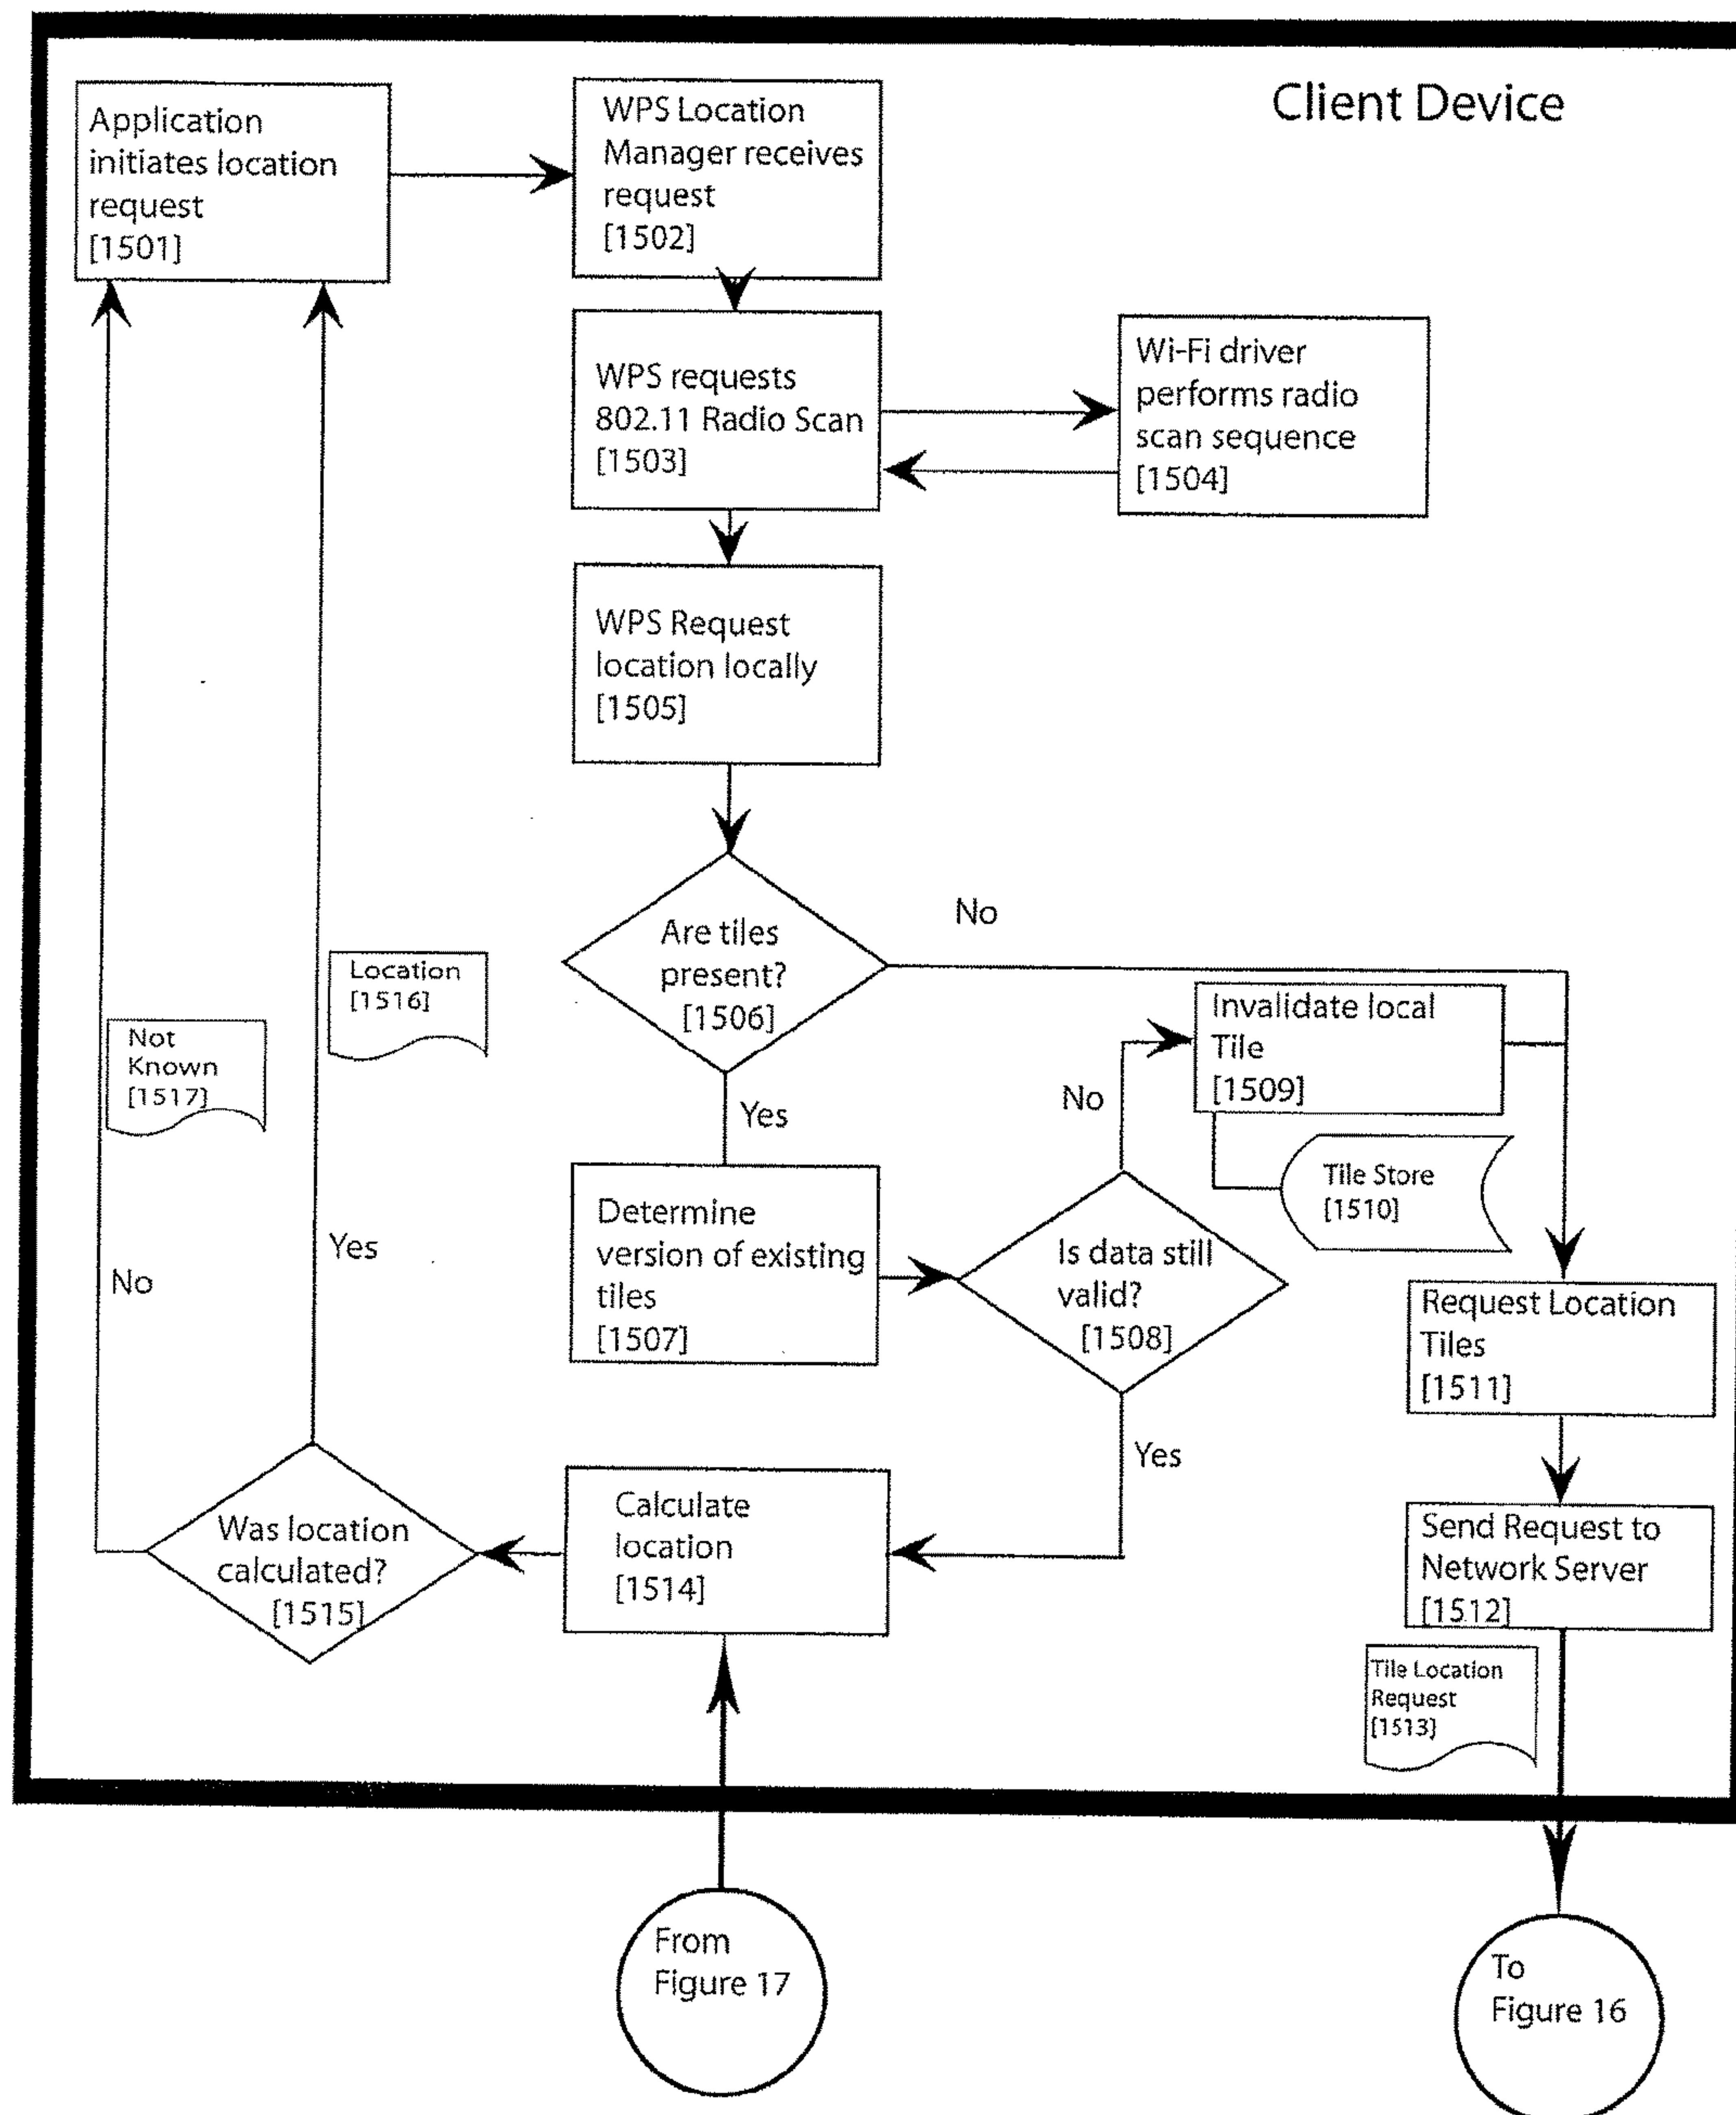 Client Device
Application
initiates location
request
[1501]
WPS Location
Manager receives
request
[1502]
WPS requests
802.11 Radio Scan
[1503]
Wi-Fi driver
performs radio
scan sequence
[1504]
WPS Request
location locally
[1505]
Are tiles
present?
[1506]
No
Yes
Location
[1516]
Not
Known
[1517]
Invalidate local
Tile
[1509]
No
Tile Store
[1510]
Determine
version of existing
tiles
[1507]
Is data still
valid?
[1508]
Yes
No
Request Location
Tiles
[1511]
Yes
Was location
calculated?
[1515]
Calculate
location
[1514]
Send Request to
Network Server
[1512]
Tile Location
Request
[1513]
From
Figure 17
To
Figure 16